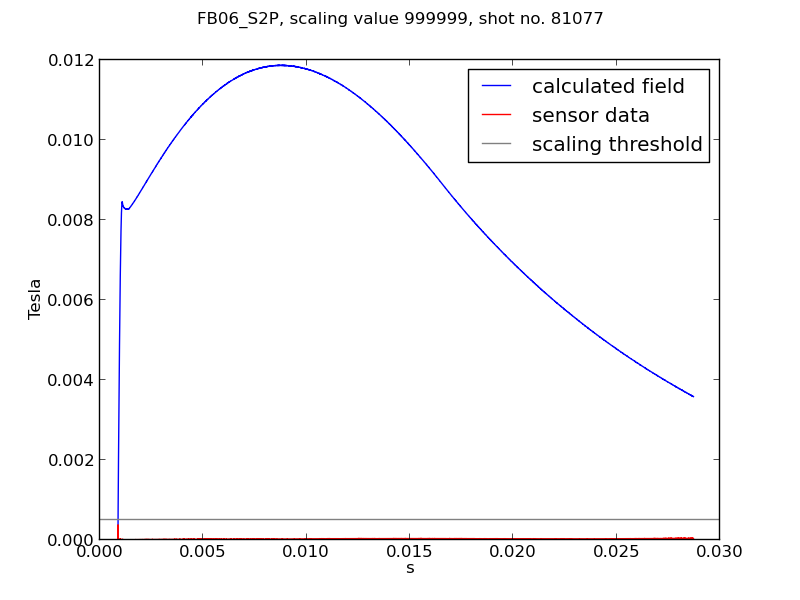 FB06_S2P, scaling value 999999, shot no. 81077
calculated field
sensor data
scaling threshold
Tesla
0.012
0.010
0.008
0.006
0.004
0.002
0.000
0.000 0.005 0.010 0.015 0.020 0.025 0.030
s